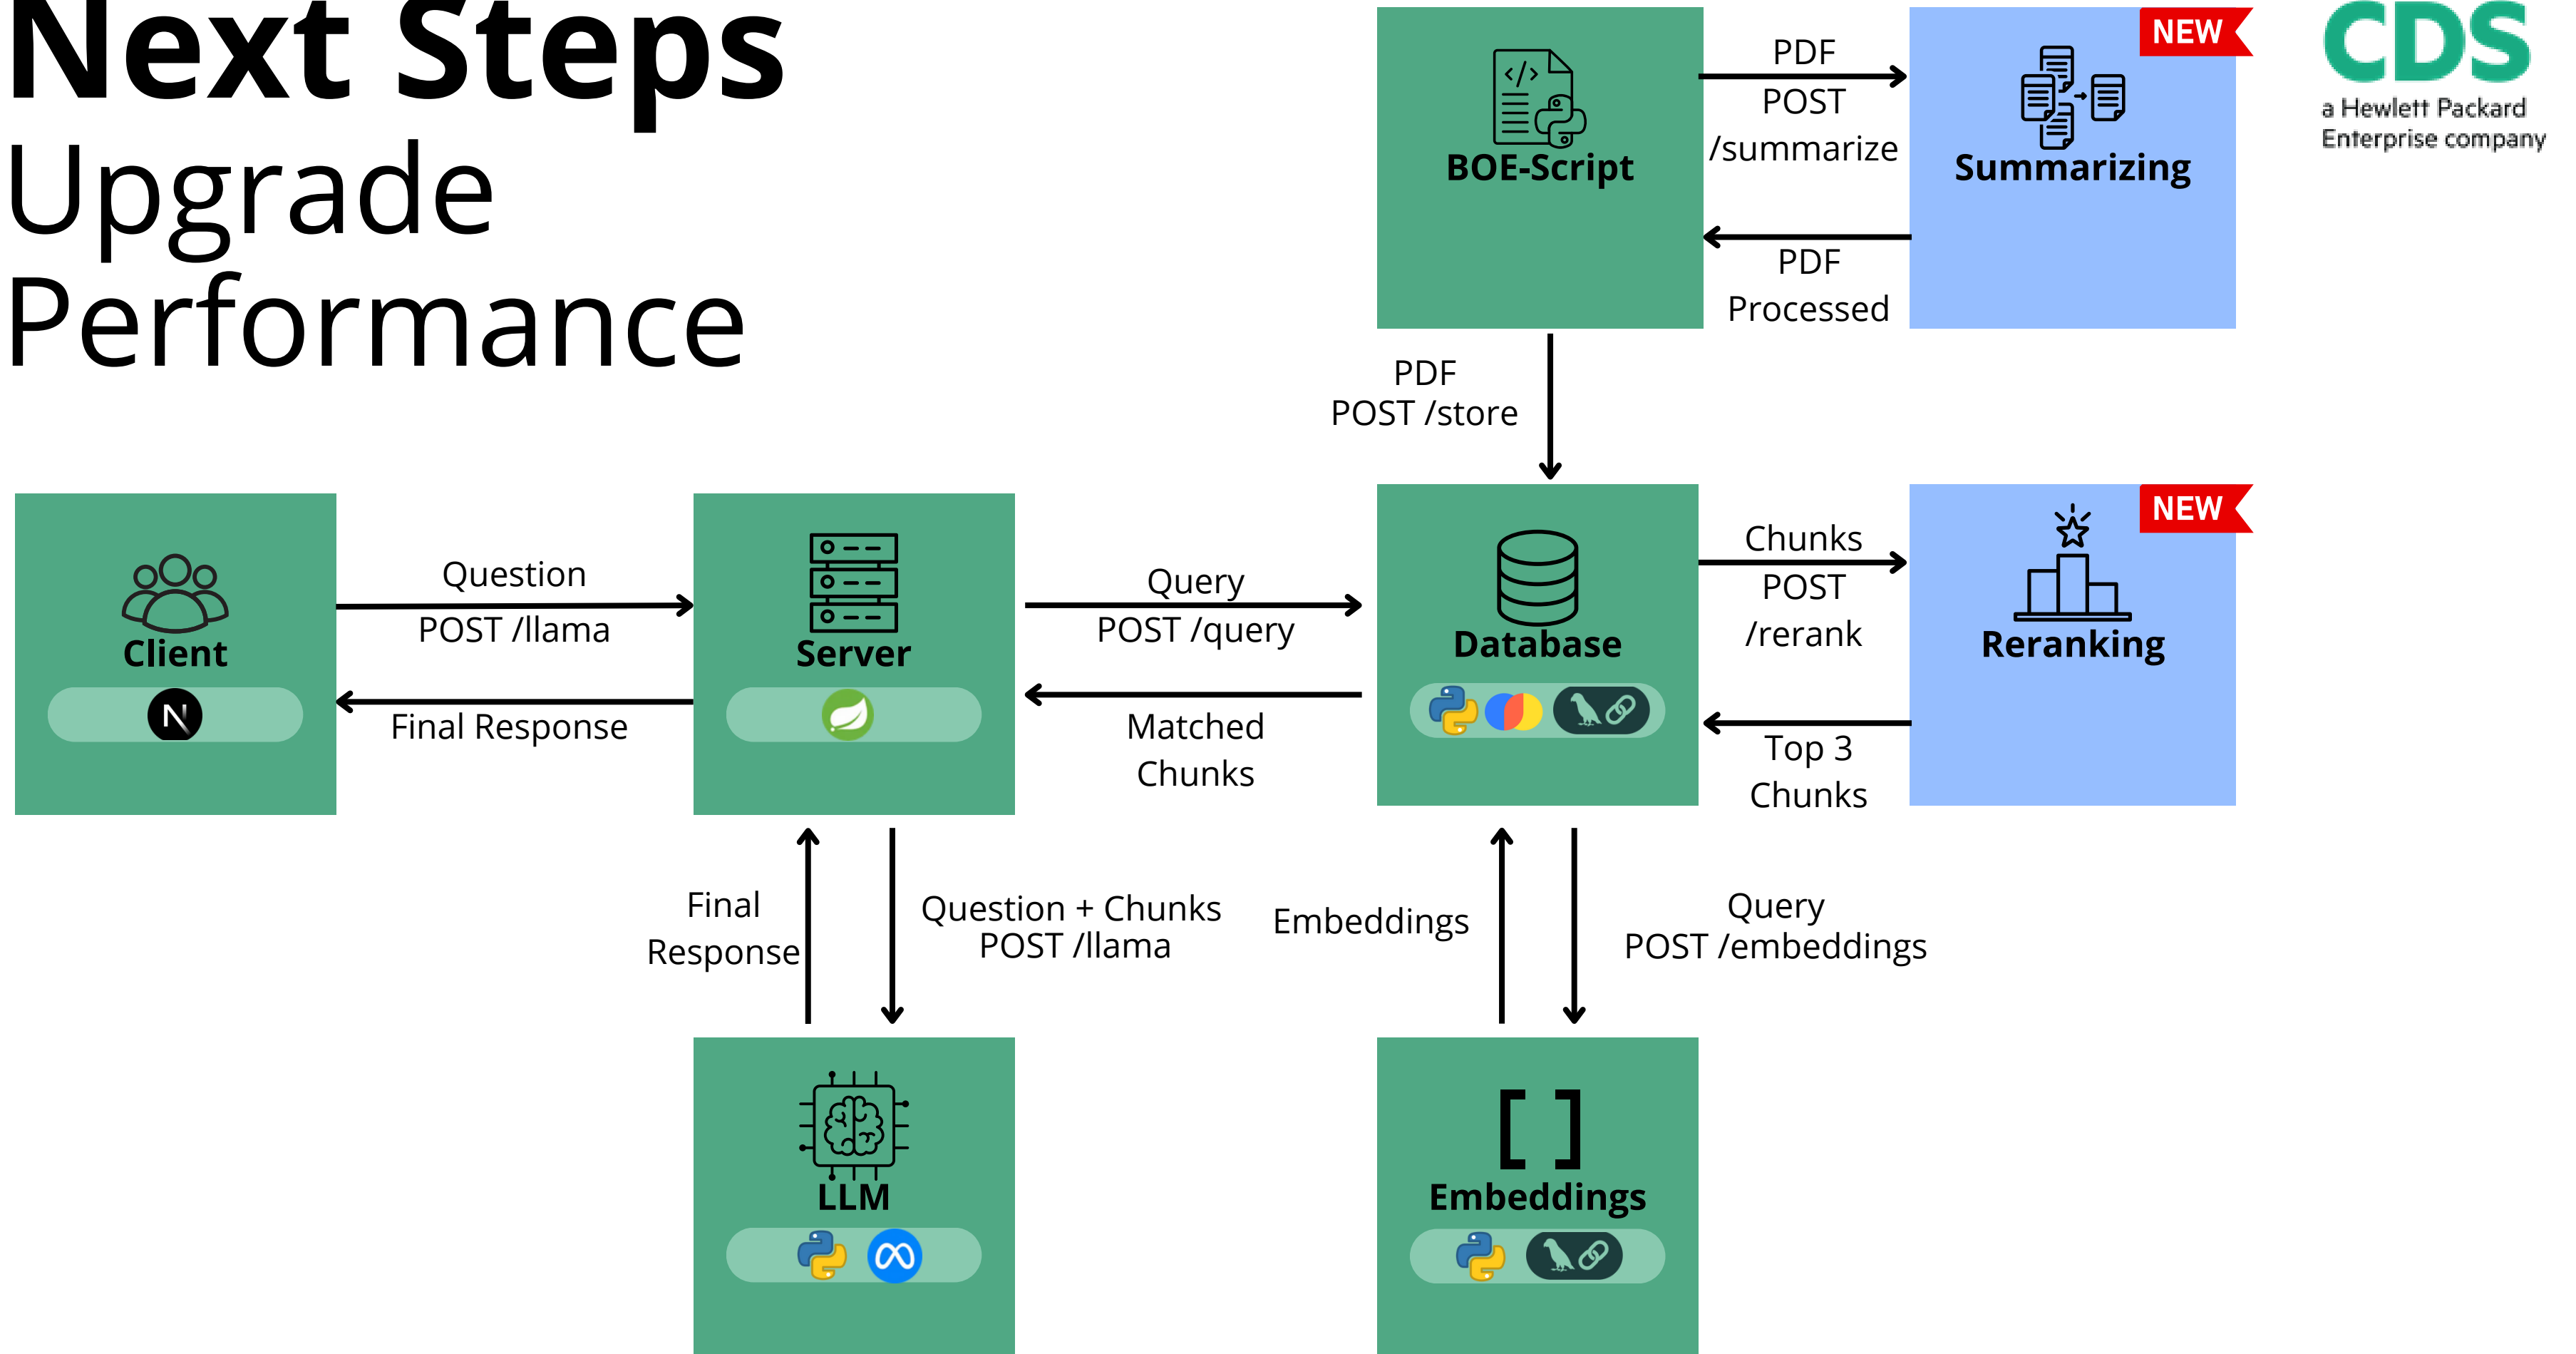 Next Steps
Upgrade
Performance
CDS
a Hewlett Packard
Enterprise company
BOE-Script
PDF
POST
/summarize
PDF
Processed
NEW
Summarizing
PDF
POST /store
Client
N
Question
POST /llama
Final Response
Server
Query
POST /query
Matched
Chunks
Database
Chunks
POST
/rerank
Top 3
Chunks
NEW
Reranking
Final
Response
Question + Chunks
POST /llama
Embeddings
Query
POST /embeddings
LLM
[ ]
Embeddings